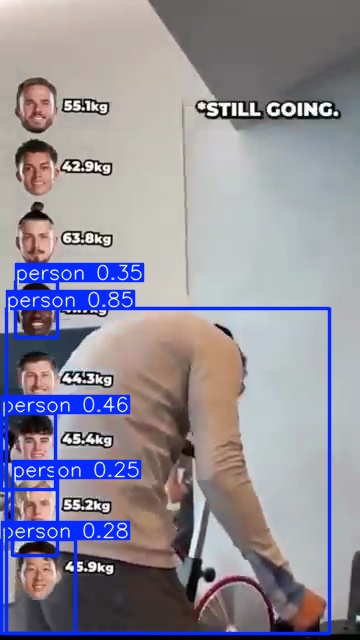 55.1kg
*STILL GOING.
42.9kg
63.8kg
person 0.35
person 0.85
44.3kg
person 0.46
45.4kg
person 0.25
55.2kg
person 0.28
45.9kg